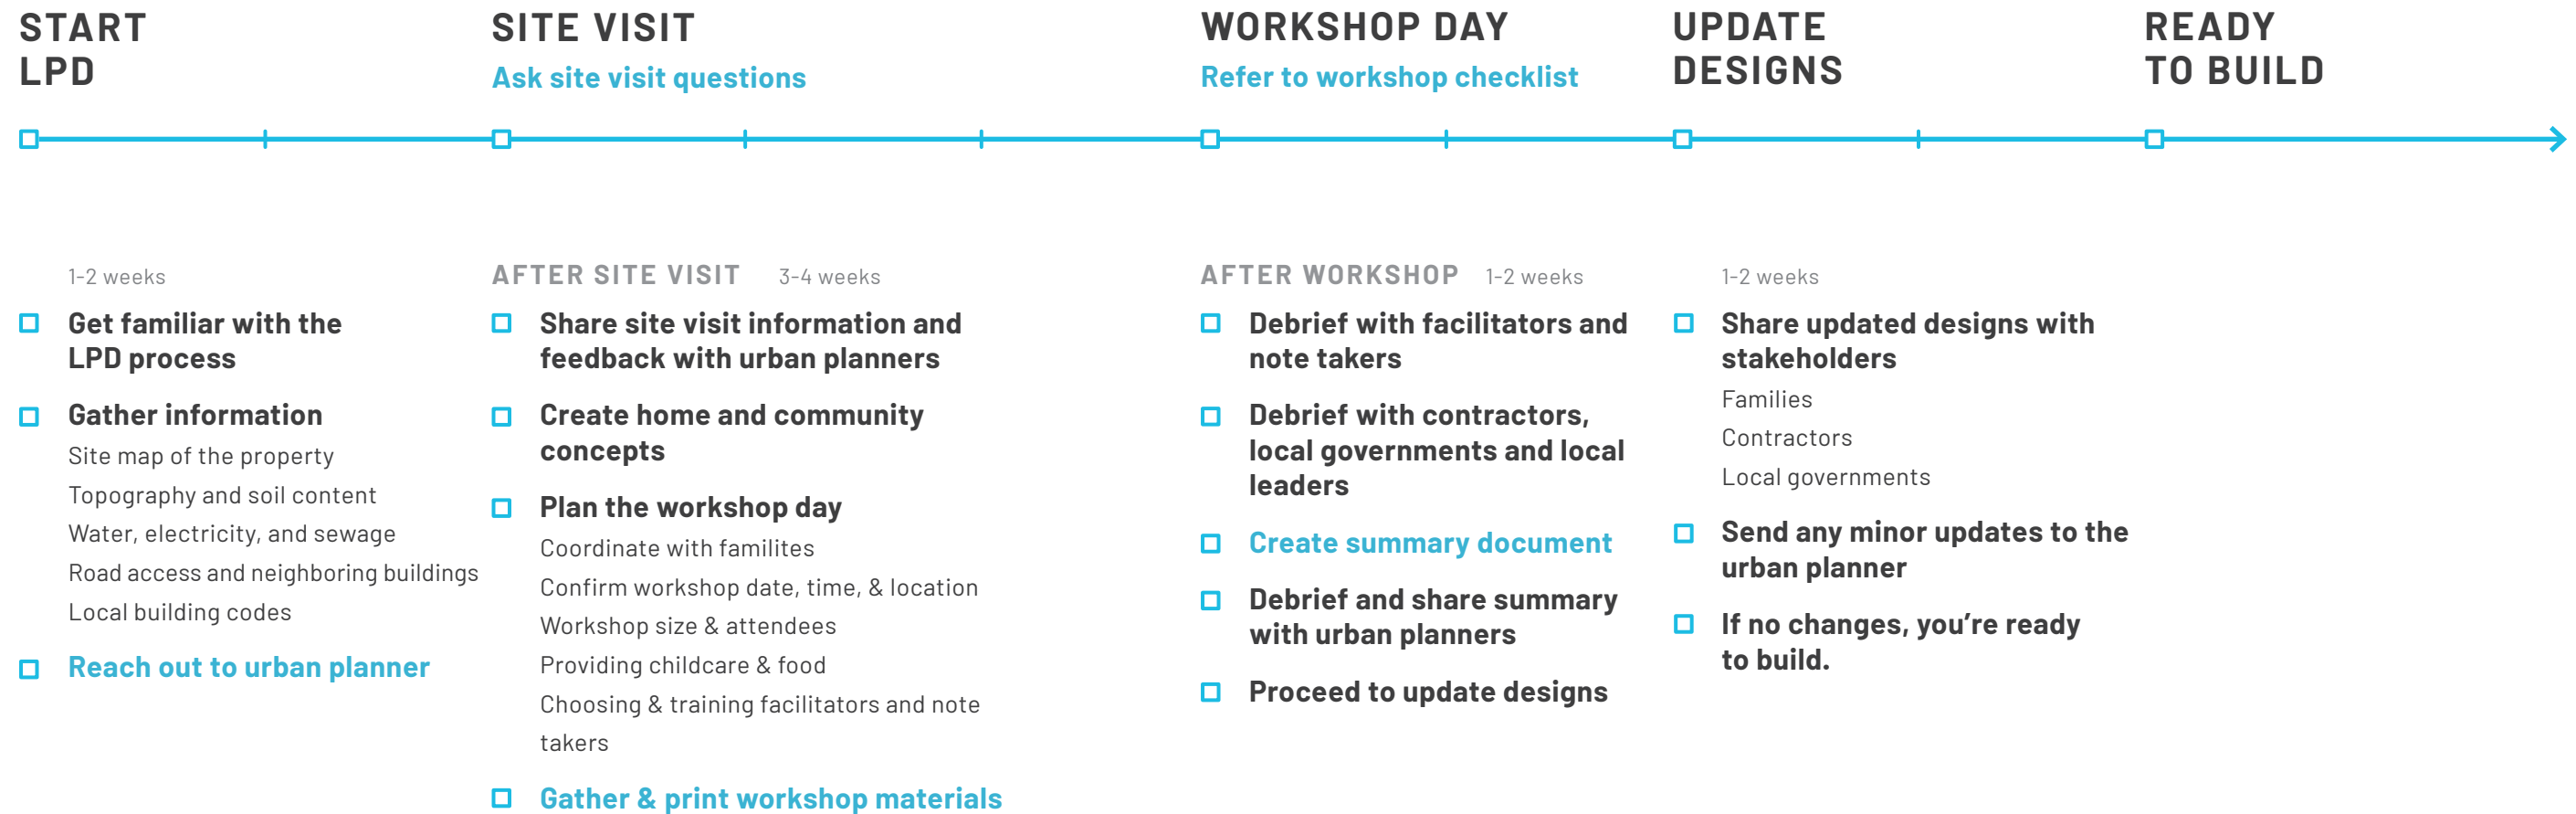 START
LPD
SITE VISIT
Ask site visit questions
WORKSHOP DAY
Refer to workshop checklist
UPDATE
DESIGNS
READY
TO BUILD
1-2 weeks
Get familiar with the
LPD process
Gather information
Site map of the property
Topography and soil content
Water, electricity, and sewage
Road access and neighboring buildings
Local building codes
Reach out to urban planner
AFTER SITE VISIT 3-4 weeks
Share site visit information and
feedback with urban planners
Create home and community
concepts
Plan the workshop day
Coordinate with familites
Confirm workshop date, time, & location
Workshop size & attendees
Providing childcare & food
Choosing & training facilitators and note
takers
Gather & print workshop materials
AFTER WORKSHOP 1-2 weeks
Debrief with facilitators and
note takers
Debrief with contractors,
local governments and local
leaders
Create summary document
Debrief and share summary
with urban planners
Proceed to update designs
1-2 weeks
Share updated designs with
stakeholders
Families
Contractors
Local governments
Send any minor updates to the
urban planner
If no changes, you’re ready
to build.